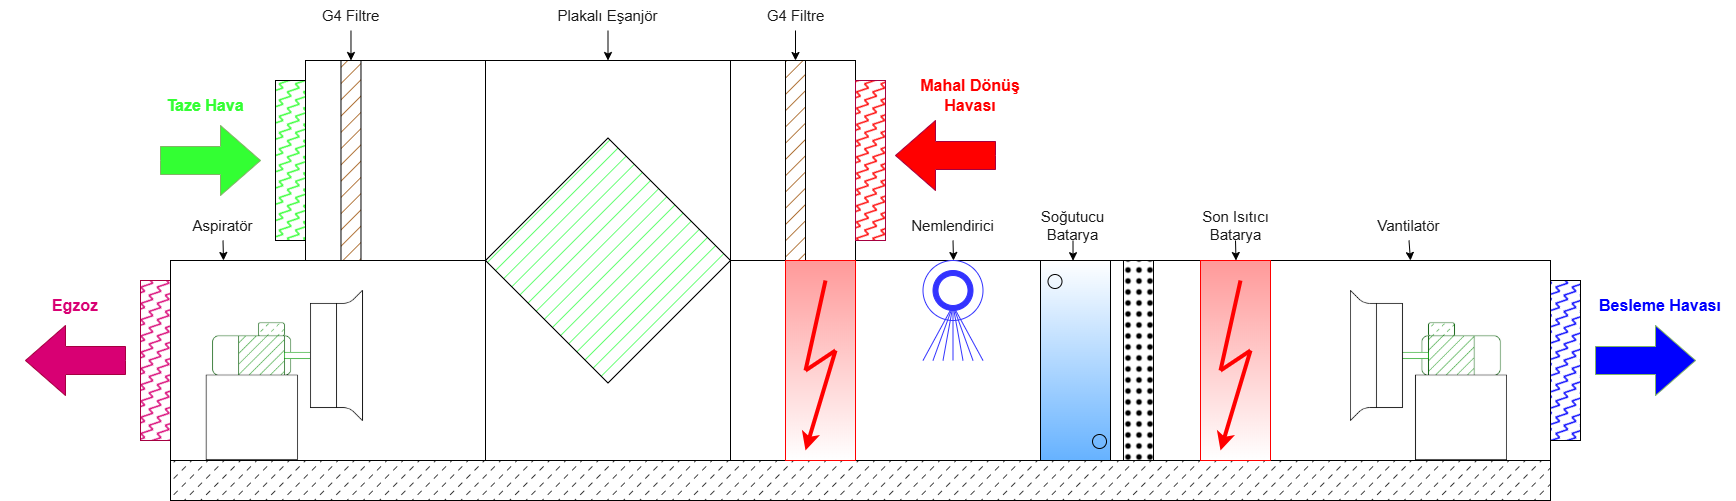 G4 Filtre
Plakalı Eşanjör
G4 Filtre
Taze Hava
Mahal Dönüş
Havası
Aspiratör
Nemlendirici
Soğutucu
Batarya
Son Isıtıcı
Batarya
Vantilatör
Egzoz
Besleme Havası